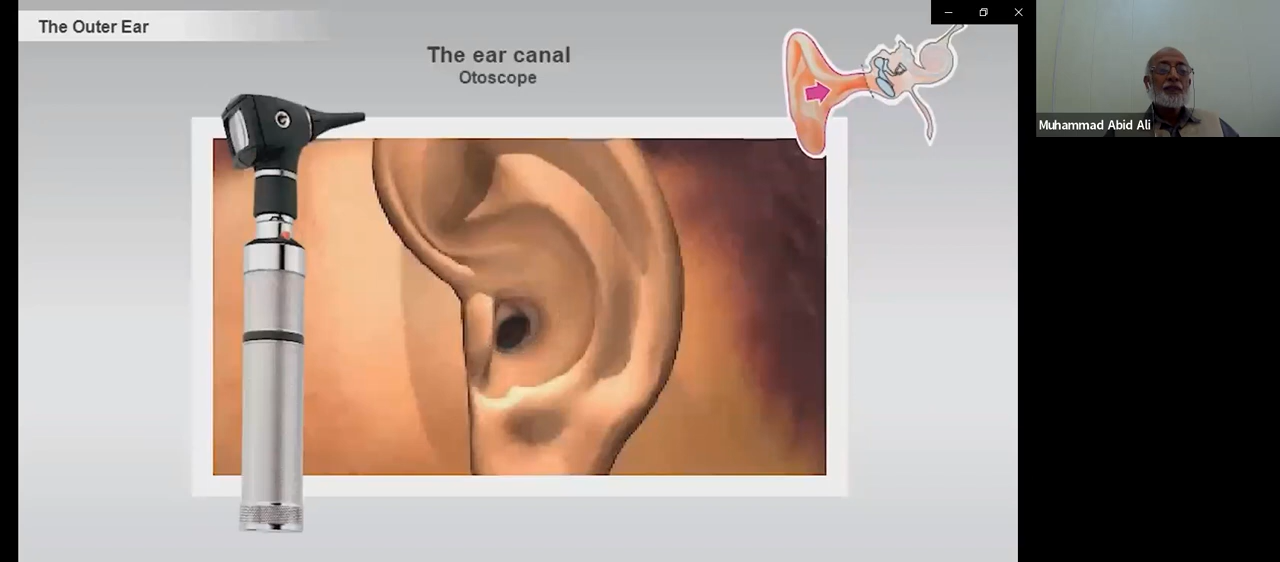 The Outer Ear
The ear canal
Otoscope
Muhammad Abid Ali